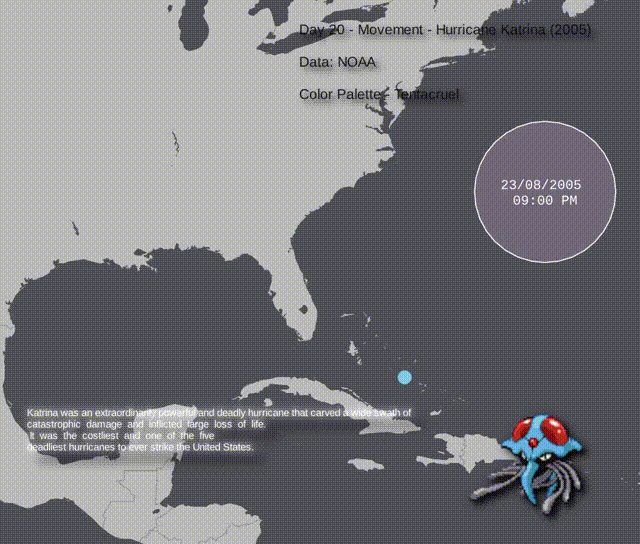 Day 20 - Movement - Hurricane Katrina (2005)
Data: NOAA
Color Palette - Tentacruel
23/08/2005
09:00 PM
Katrina was an extraordinarily powerful and deadly hurricane that carved a wide swath of
catastrophic damage and inflicted large loss of life.
It was the costliest and one of the five
deadliest hurricanes to ever strike the United States.